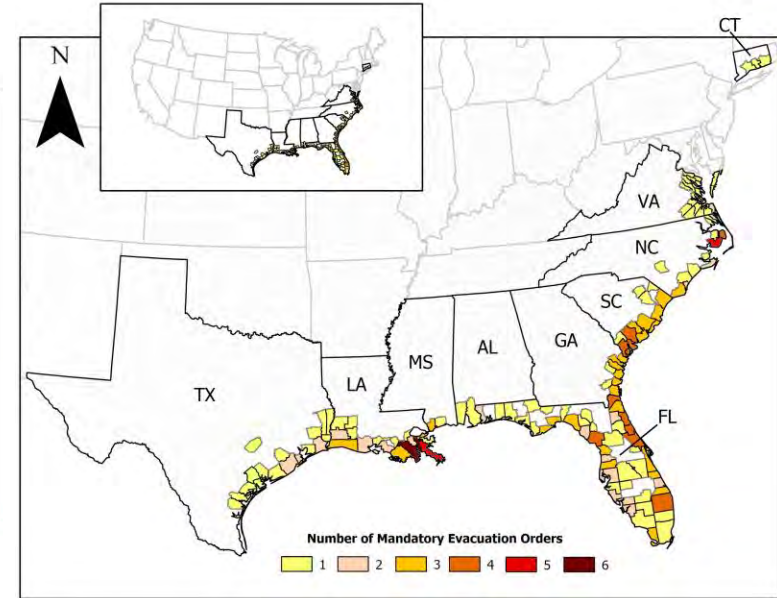 CT
N
VA
NC
SC
MS
AL
GA
TX
LA
FL
Number of Mandatory Evacuation Orders
1 2 3 4 5 6